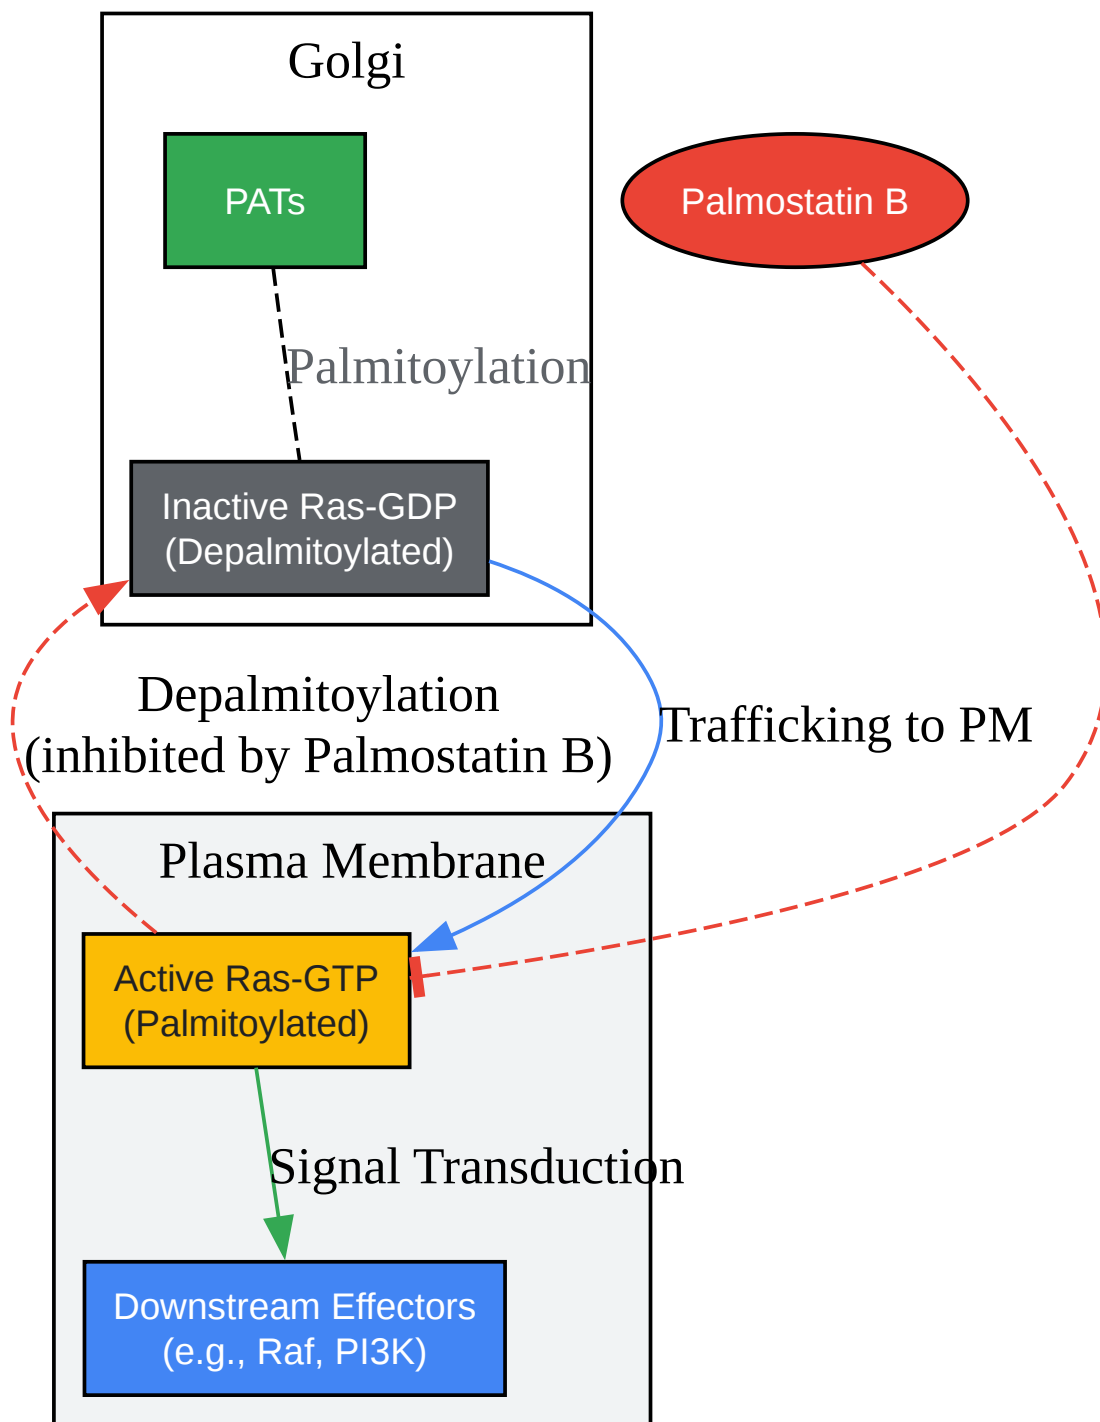 Golgi
PATs
Palmostatin B
Palmitoylation
Inactive Ras-GDP
(Depalmitoylated)
Depalmitoylation
(inhibited by Palmostatin B)
Trafficking to PM
Plasma Membrane
Active Ras-GTP
(Palmitoylated)
Signal Transduction
Downstream Effectors
(e.g., Raf, PI3K)